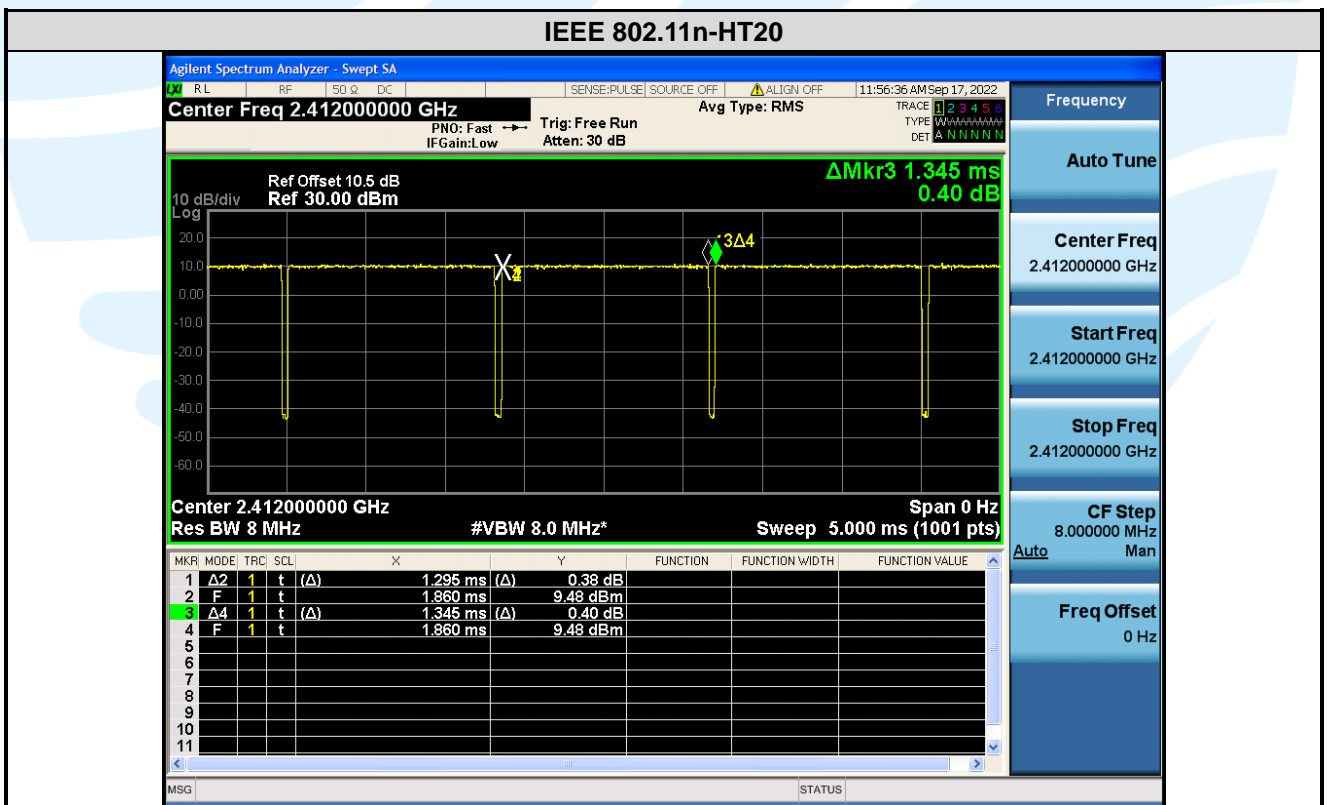 IEEE 802.11n-HT20
Agilent Spectrum Analyzer - Swept SA
LXI RL RF 50 Ω DC SENSE:PULSE SOURCE OFF ALIGN OFF 11:56:36 AM Sep 17, 2022
Center Freq 2.412000000 GHz
PNO: Fast
IFGain:Low
Trig: Free Run
Atten: 30 dB
Avg Type: RMS
TRACE 1 2 3 4 5 6
TYPE
DET A N N N N N
ΔMkr3 1.345 ms
0.40 dB
Ref Offset 10.5 dB
10 dB/div Ref 30.00 dBm
Log
20.0
10.0
0.00
-10.0
-20.0
-30.0
-40.0
-50.0
-60.0
X
3Δ4
Center 2.412000000 GHz Span 0 Hz
Res BW 8 MHz #VBW 8.0 MHz* Sweep 5.000 ms (1001 pts)
MKR MODE TRC SCL X Y FUNCTION FUNCTION WIDTH FUNCTION VALUE
1 Δ2 1 t (Δ) 1.295 ms (Δ) 0.38 dB
2 F 1 t 1.860 ms 9.48 dBm
3 Δ4 1 t (Δ) 1.345 ms (Δ) 0.40 dB
4 F 1 t 1.860 ms 9.48 dBm
5
6
7
8
9
10
11
MSG STATUS
Frequency
Auto Tune
Center Freq
2.412000000 GHz
Start Freq
2.412000000 GHz
Stop Freq
2.412000000 GHz
CF Step
8.000000 MHz
Auto Man
Freq Offset
0 Hz